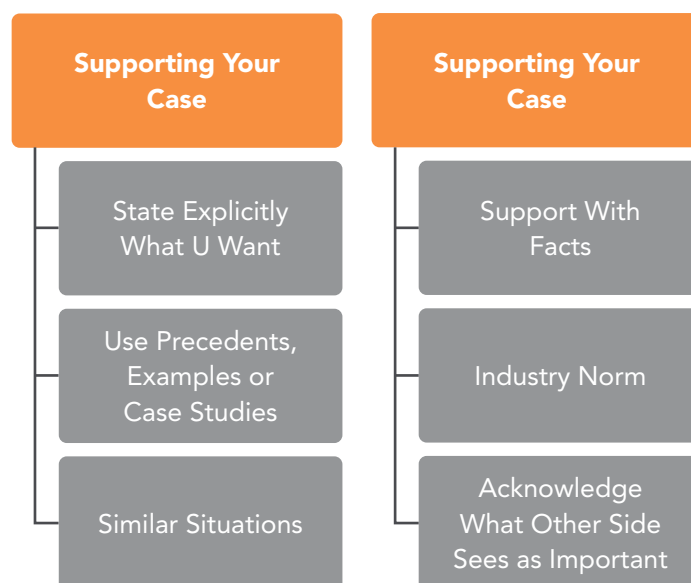 Supporting Your
Case
State Explicitly
What U Want
Use Precedents,
Examples or
Case Studies
Similar Situations
Supporting Your
Case
Support With
Facts
Industry Norm
Acknowledge
What Other Side
Sees as Important